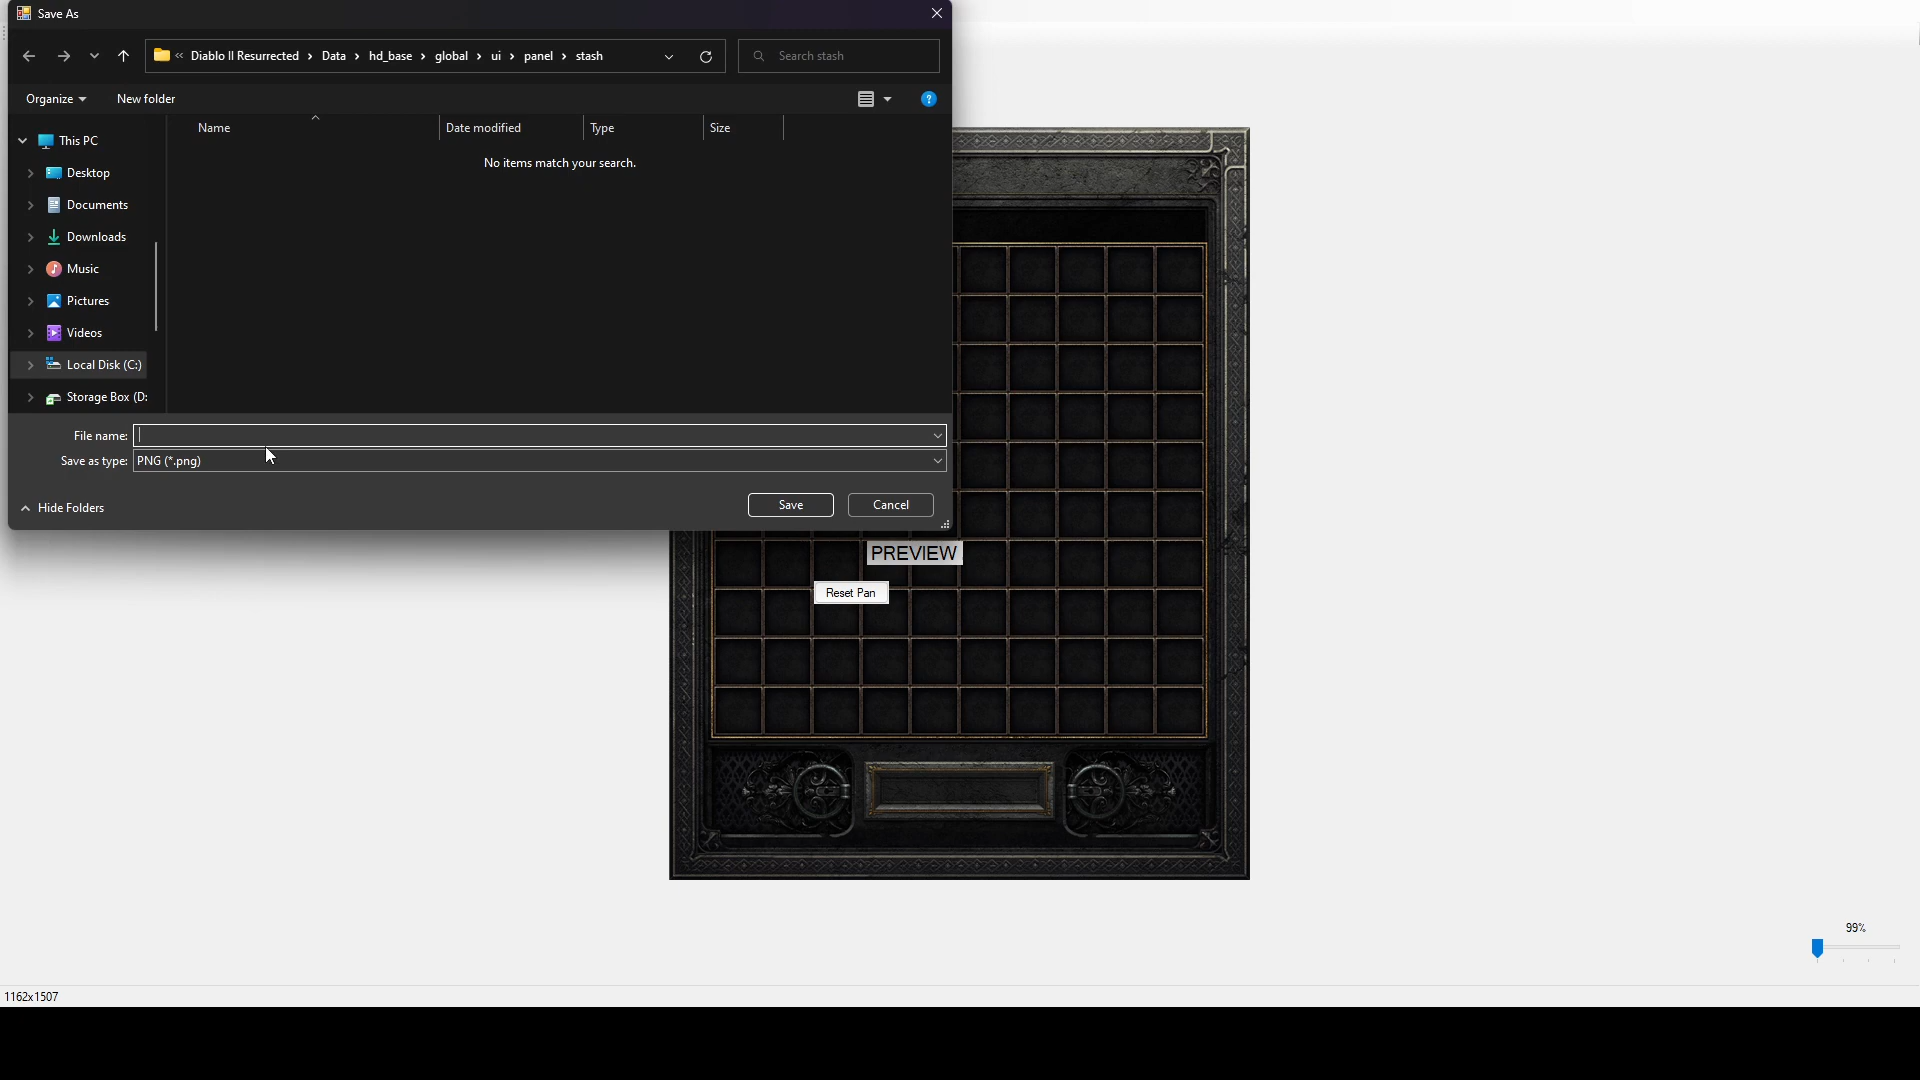 Save As
« Diablo II Resurrected › Data › hd_base › global › ui › panel › stash
Search stash
Organize
New folder
?
Name
Date modified
Type
Size
No items match your search.
This PC
Desktop
Documents
Downloads
Music
Pictures
Videos
Local Disk (C:)
Storage Box (D:
File name:
Save as type: PNG (*.png)
Hide Folders
Save
Cancel
PREVIEW
Reset Pan
99%
1162x1507